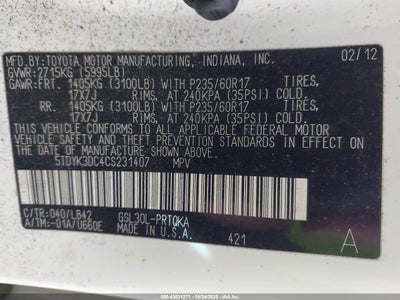 MFD. BY: TOYOTA MOTOR MANUFACTURING, INDIANA, INC. 02/12
GVWR: 2715KG (5995LB)
GAWR: FRT. 1405KG (3100LB) WITH P235/60R17 TIRES,
17X7J RIMS, AT 240KPA (35PSI) COLD
RR. 1405KG (3100LB) WITH P235/60R17 TIRES,
17X7J RIMS, AT 240KPA (35PSI) COLD
THIS VEHICLE CONFORMS TO ALL APPLICABLE FEDERAL MOTOR
VEHICLE SAFETY, BUMPER, AND THEFT PREVENTION STANDARDS
IN EFFECT ON THE DATE OF MANUFACTURE SHOWN ABOVE.
5TDYK3DC4CS231407 MPV
C/TR: 040/LB42 GSL30L-PRTQKA
A/TM: -01A/U660E MADE IN U.S.A. 421 A